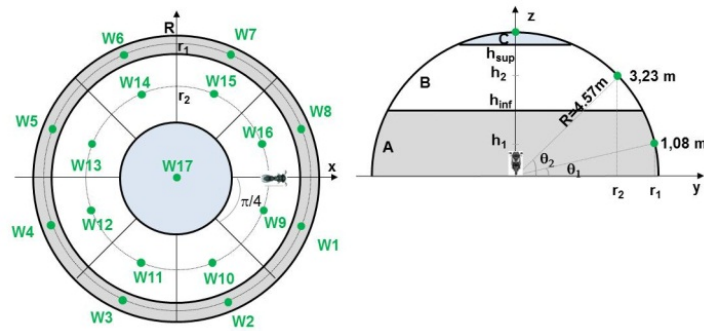 R
W6
W7
r1
W14
W15
r2
W5
W8
W13
W16
W17
x
π/4
W12
W9
W4
W1
W11
W10
W3
W2
z
C
hsup
h2
B
3,23 m
R=4.57m
hinf
A
h1
1,08 m
θ2
θ1
r2
r1
y